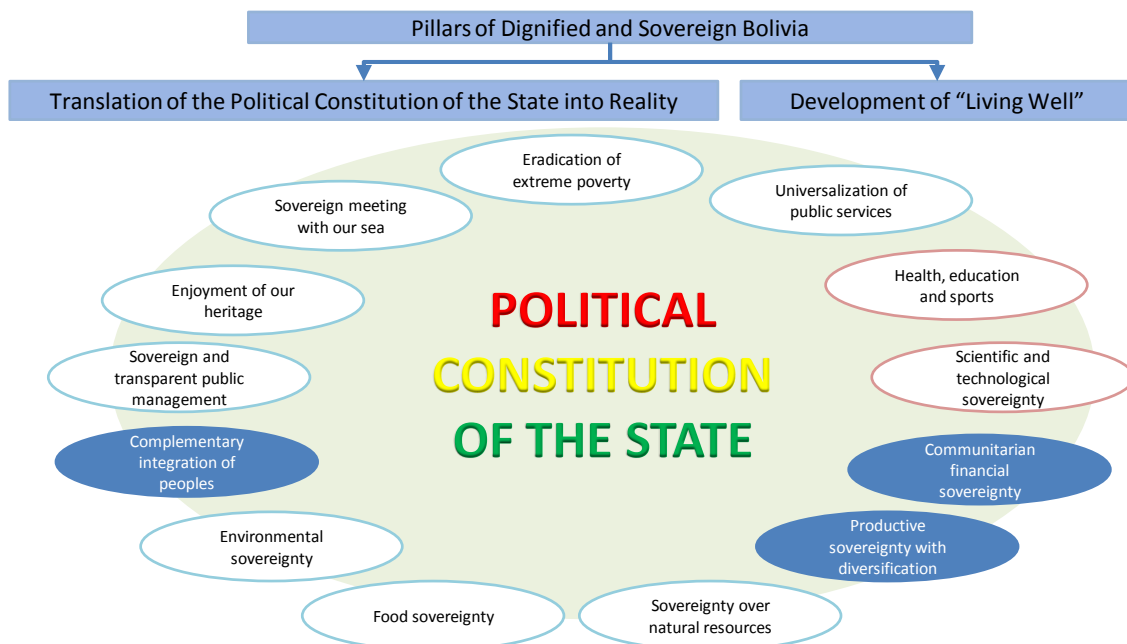 Pillars of Dignified and Sovereign Bolivia
Translation of the Political Constitution of the State into Reality
Development of “Living Well”
Eradication of
extreme poverty
Universalization of
public services
Health, education
and sports
Scientific and
technological
sovereignty
Communitarian
financial
sovereignty
Productive
sovereignty with
diversification
Sovereignty over
natural resources
Food sovereignty
Environmental
sovereignty
Complementary
integration of
peoples
Sovereign and
transparent public
management
Enjoyment of our
heritage
Sovereign meeting
with our sea
POLITICAL
CONSTITUTION
OF THE STATE